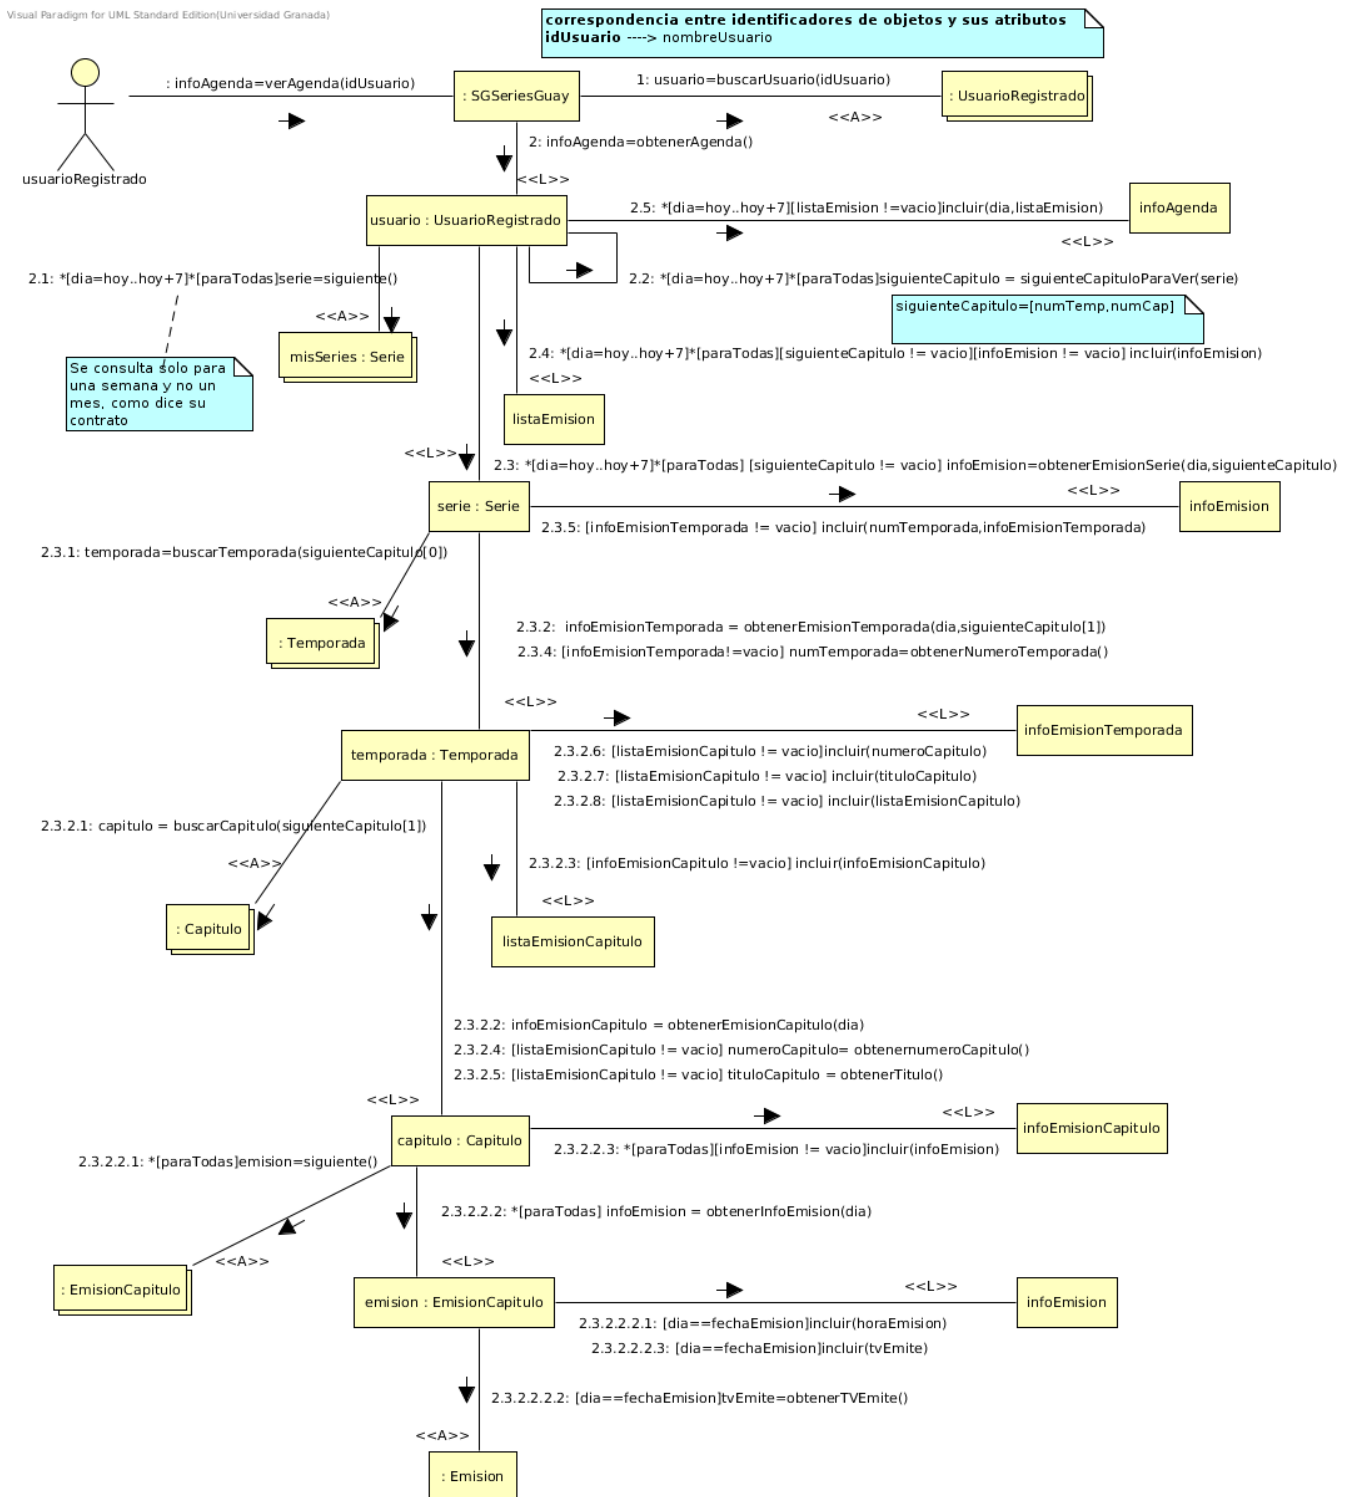 Visual Paradigm for UML Standard Edition(Universidad Granada)
correspondencia entre identificadores de objetos y sus atributos
idUsuario ----> nombreUsuario
: infoAgenda=verAgenda(idUsuario)
: SGSeriesGuay
1: usuario=buscarUsuario(idUsuario)
: UsuarioRegistrado
<<A>>
2: infoAgenda=obtenerAgenda()
usuarioRegistrado
<<L>>
usuario : UsuarioRegistrado
2.5: *[dia=hoy..hoy+7][listaEmision !=vacio]incluir(dia,listaEmision)
infoAgenda
<<L>>
2.1: *[dia=hoy..hoy+7]*[paraTodas]serie=siguiente()
2.2: *[dia=hoy..hoy+7]*[paraTodas]siguienteCapitulo = siguienteCapituloParaVer(serie)
siguienteCapitulo=[numTemp,numCap]
<<A>>
misSeries : Serie
2.4: *[dia=hoy..hoy+7]*[paraTodas][siguienteCapitulo != vacio][infoEmision != vacio] incluir(infoEmision)
Se consulta solo para
una semana y no un
mes, como dice su
contrato
<<L>>
listaEmision
<<L>>
2.3: *[dia=hoy..hoy+7]*[paraTodas] [siguienteCapitulo != vacio] infoEmision=obtenerEmisionSerie(dia,siguienteCapitulo)
<<L>>
serie : Serie
infoEmision
2.3.5: [infoEmisionTemporada != vacio] incluir(numTemporada,infoEmisionTemporada)
2.3.1: temporada=buscarTemporada(siguienteCapitulo[0])
<<A>>
: Temporada
2.3.2:  infoEmisionTemporada = obtenerEmisionTemporada(dia,siguienteCapitulo[1])
2.3.4: [infoEmisionTemporada!=vacio] numTemporada=obtenerNumeroTemporada()
<<L>>
<<L>>
infoEmisionTemporada
temporada : Temporada
2.3.2.6: [listaEmisionCapitulo != vacio]incluir(numeroCapitulo)
2.3.2.7: [listaEmisionCapitulo != vacio] incluir(tituloCapitulo)
2.3.2.8: [listaEmisionCapitulo != vacio] incluir(listaEmisionCapitulo)
2.3.2.1: capitulo = buscarCapitulo(siguienteCapitulo[1])
<<A>>
2.3.2.3: [infoEmisionCapitulo !=vacio] incluir(infoEmisionCapitulo)
<<L>>
: Capitulo
listaEmisionCapitulo
2.3.2.2: infoEmisionCapitulo = obtenerEmisionCapitulo(dia)
2.3.2.4: [listaEmisionCapitulo != vacio] numeroCapitulo= obtenernumeroCapitulo()
2.3.2.5: [listaEmisionCapitulo != vacio] tituloCapitulo = obtenerTitulo()
<<L>>
<<L>>
capitulo : Capitulo
infoEmisionCapitulo
2.3.2.2.3: *[paraTodas][infoEmision != vacio]incluir(infoEmision)
2.3.2.2.1: *[paraTodas]emision=siguiente()
2.3.2.2.2: *[paraTodas] infoEmision = obtenerInfoEmision(dia)
<<A>>
<<L>>
: EmisionCapitulo
emision : EmisionCapitulo
<<L>>
infoEmision
2.3.2.2.2.1: [dia==fechaEmision]incluir(horaEmision)
2.3.2.2.2.3: [dia==fechaEmision]incluir(tvEmite)
2.3.2.2.2.2: [dia==fechaEmision]tvEmite=obtenerTVEmite()
<<A>>
: Emision